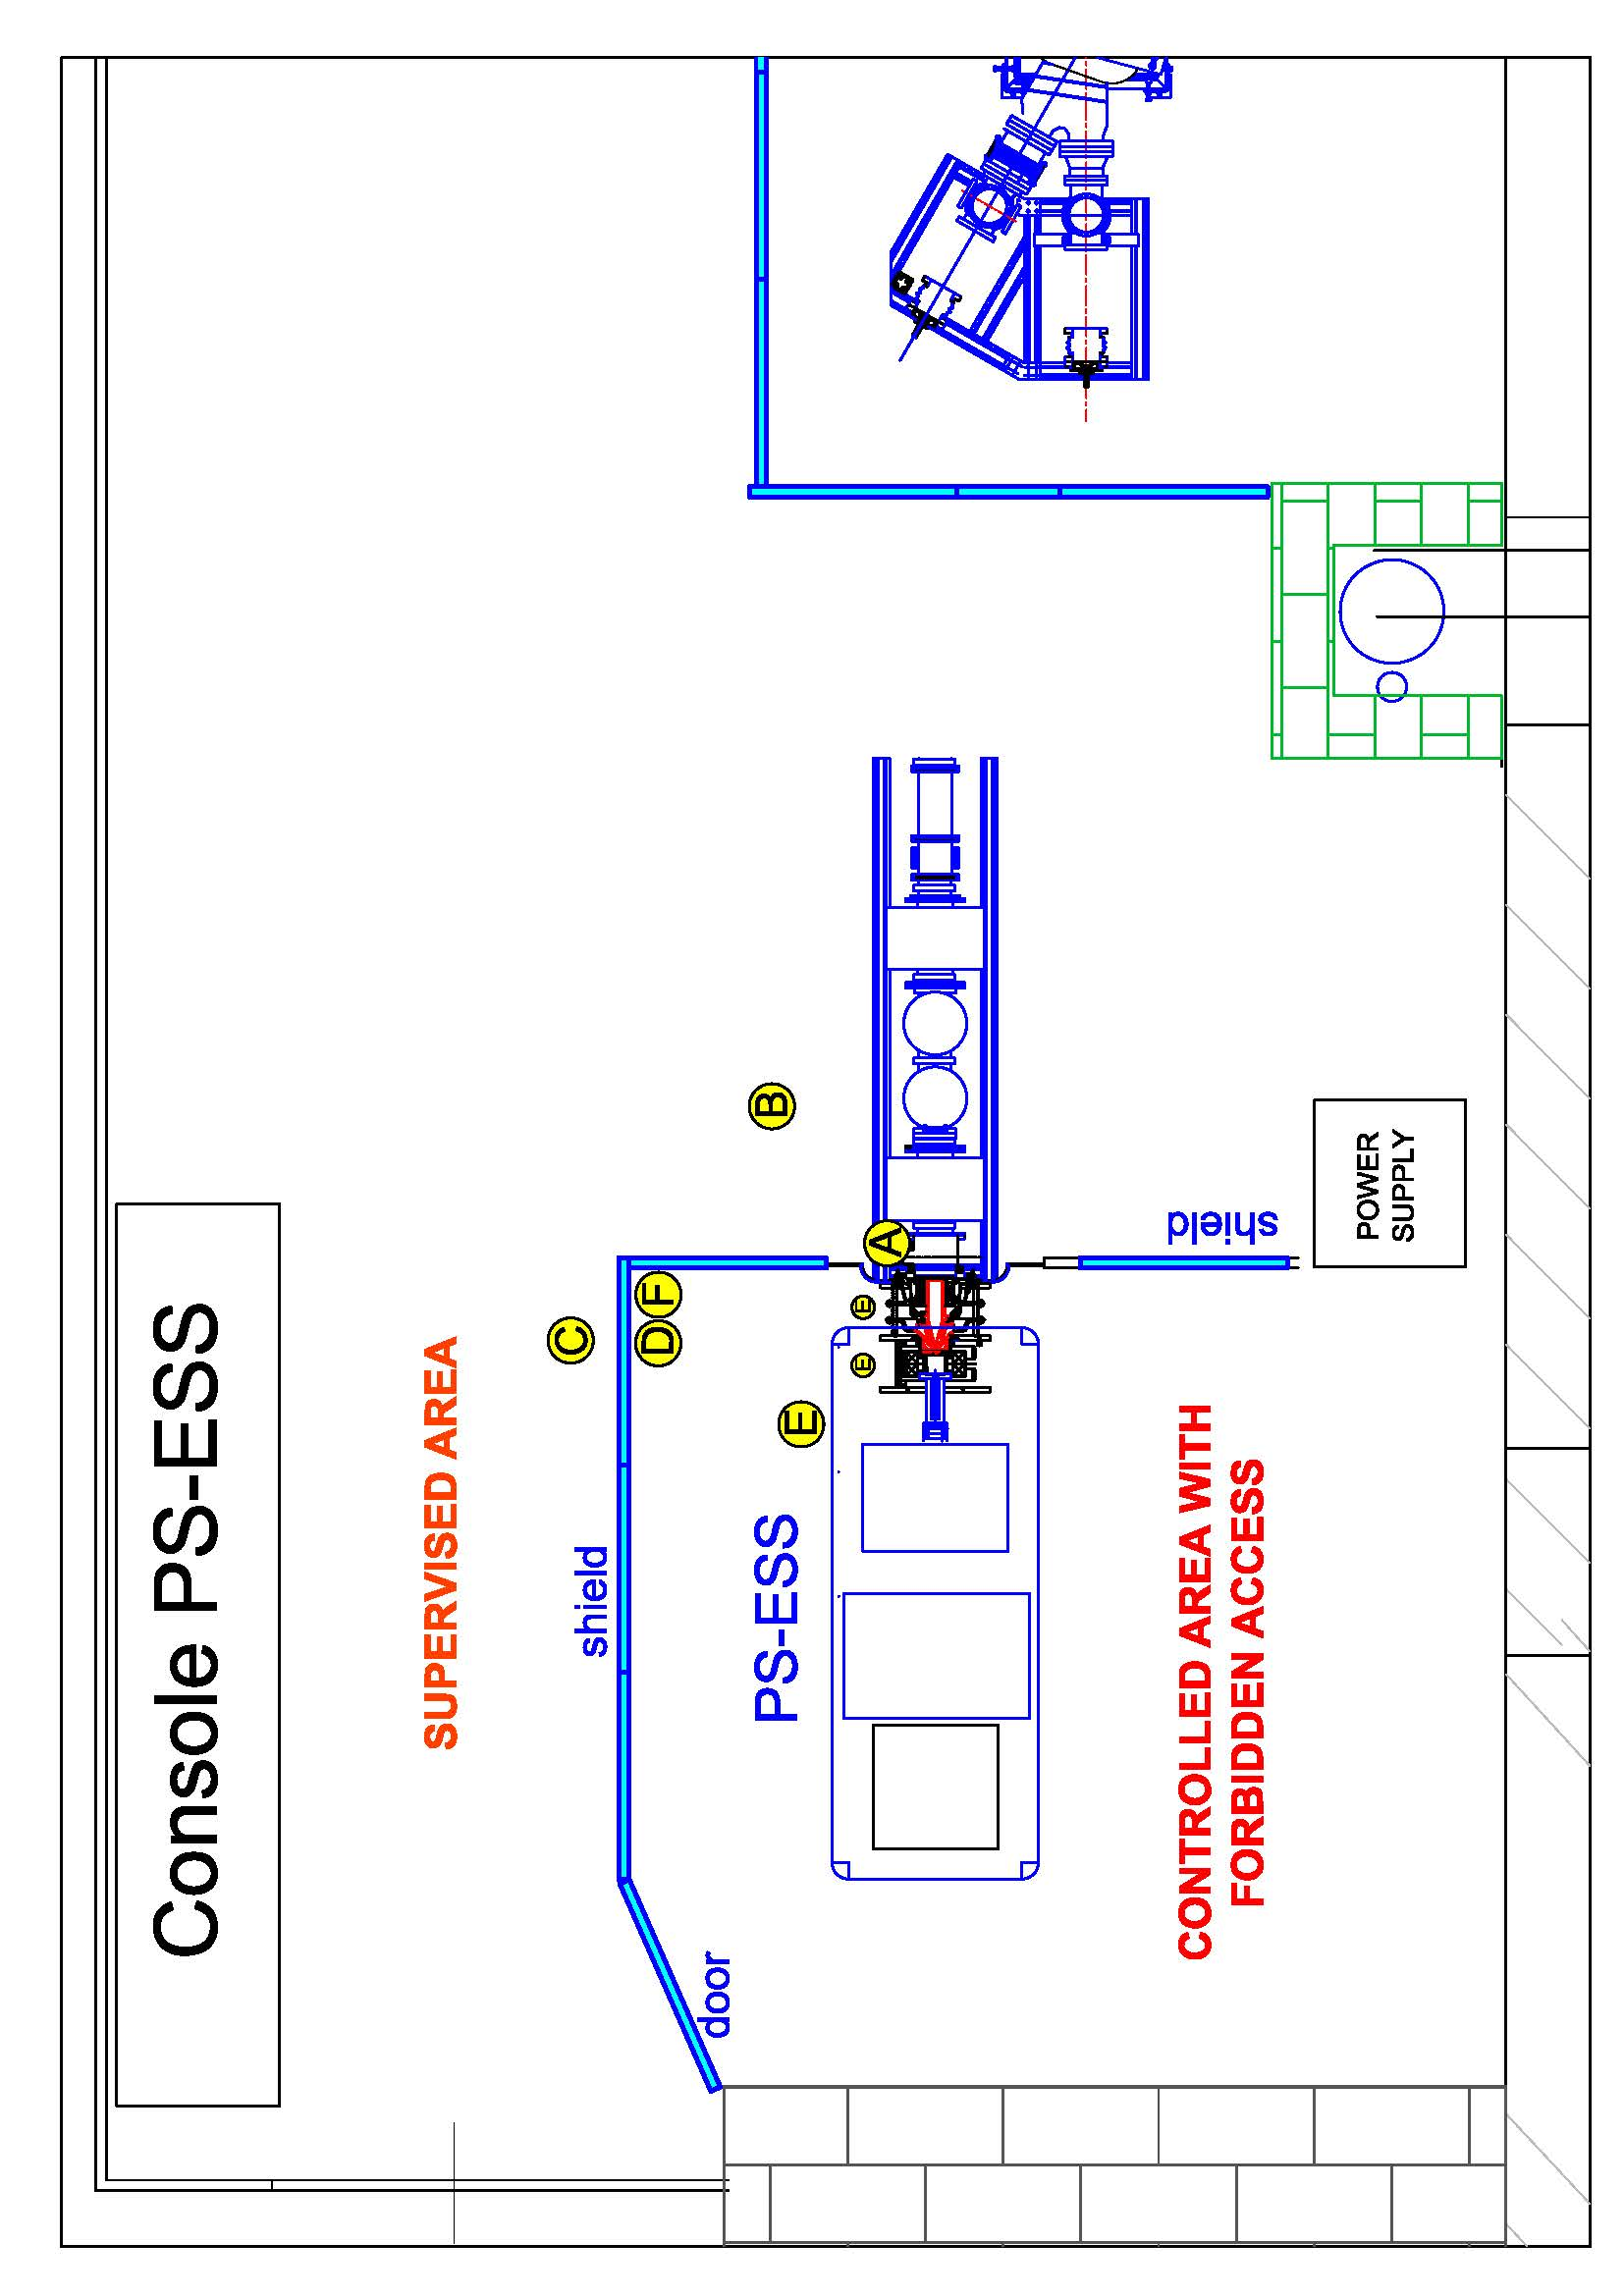 Console PS-ESS
SUPERVISED AREA
C
shield
D F
door
B
PS-ESS
E
E E
A
CONTROLLED AREA WITH
FORBIDDEN ACCESS
shield
POWER
SUPPLY